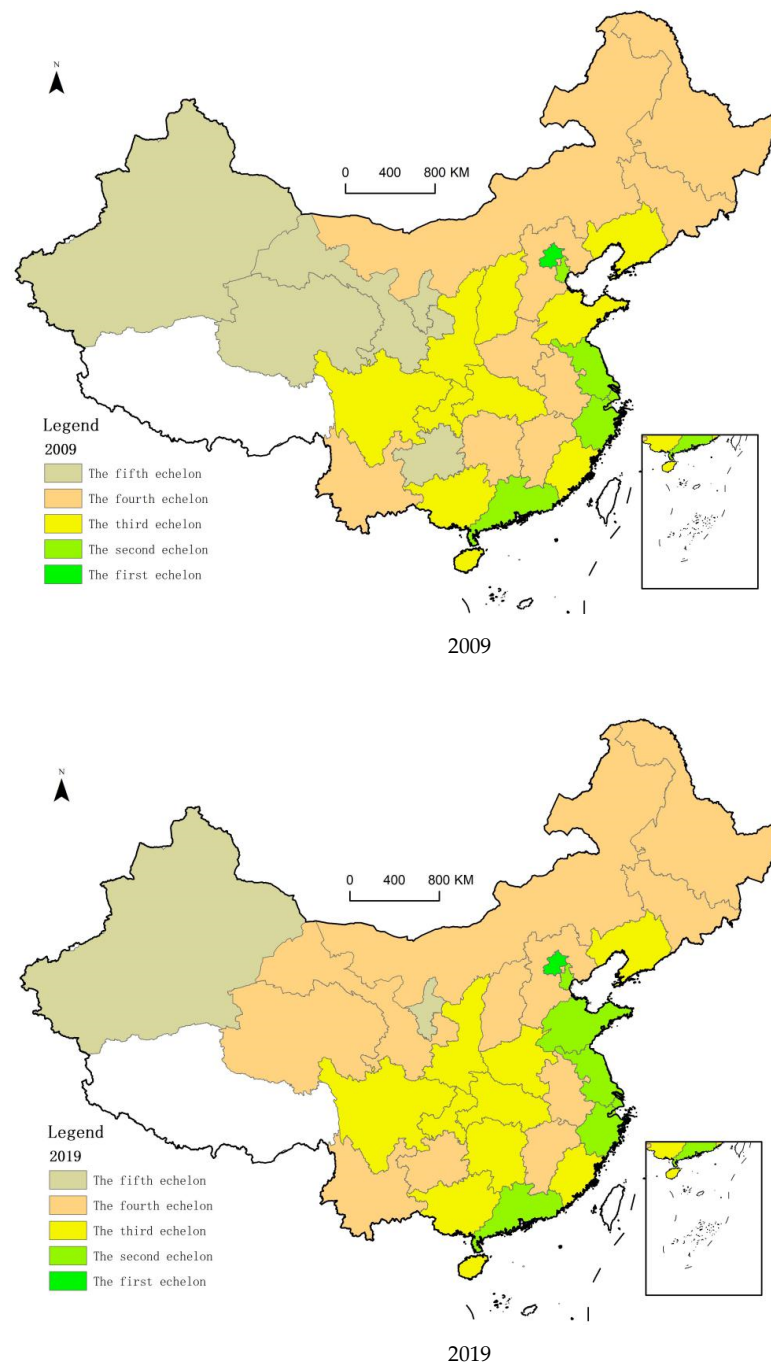 N
0 400 800 KM
Legend
2009
The fifth echelon
The fourth echelon
The third echelon
The second echelon
The first echelon
2009
N
0 400 800 KM
Legend
2019
The fifth echelon
The fourth echelon
The third echelon
The second echelon
The first echelon
2019